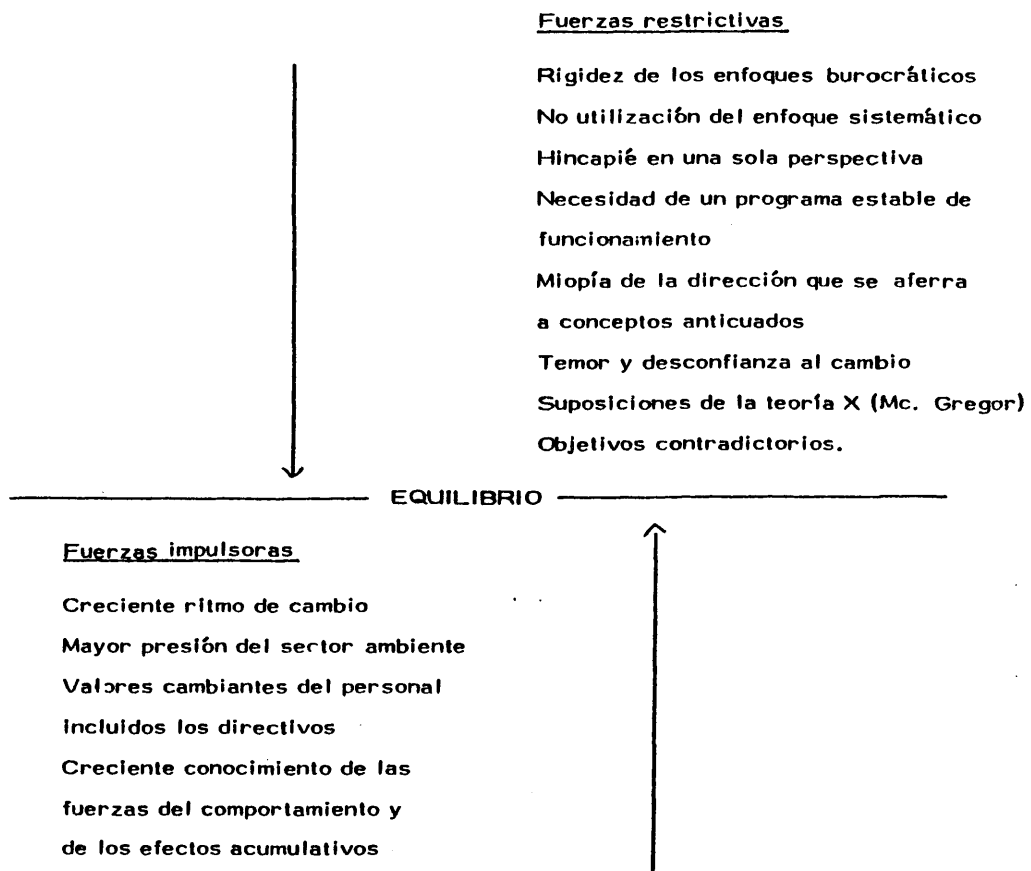 Fuerzas restrictivas
Rigidez de los enfoques burocráticos
No utilización del enfoque sistemático
Hincapié en una sola perspectiva
Necesidad de un programa estable de
funcionamiento
Miopía de la dirección que se aferra
a conceptos anticuados
Temor y desconfianza al cambio
Suposiciones de la teoría X (Mc. Gregor)
Objetivos contradictorios.
EQUILIBRIO
Fuerzas impulsoras
Creciente ritmo de cambio
Mayor presión del sector ambiente
Valores cambiantes del personal
incluidos los directivos
Creciente conocimiento de las
fuerzas del comportamiento y
de los efectos acumulativos